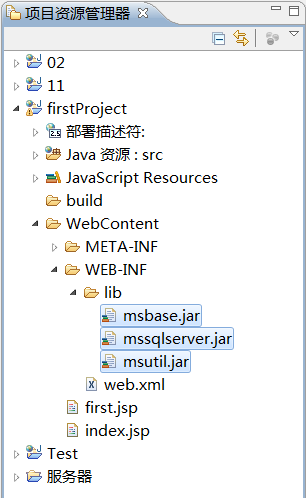 项目资源管理器
02
11
firstProject
2.5
部署描述符:
Java 资源 : src
JavaScript Resources
build
WebContent
META-INF
WEB-INF
lib
msbase.jar
mssqlserver.jar
msutil.jar
web.xml
first.jsp
index.jsp
Test
服务器